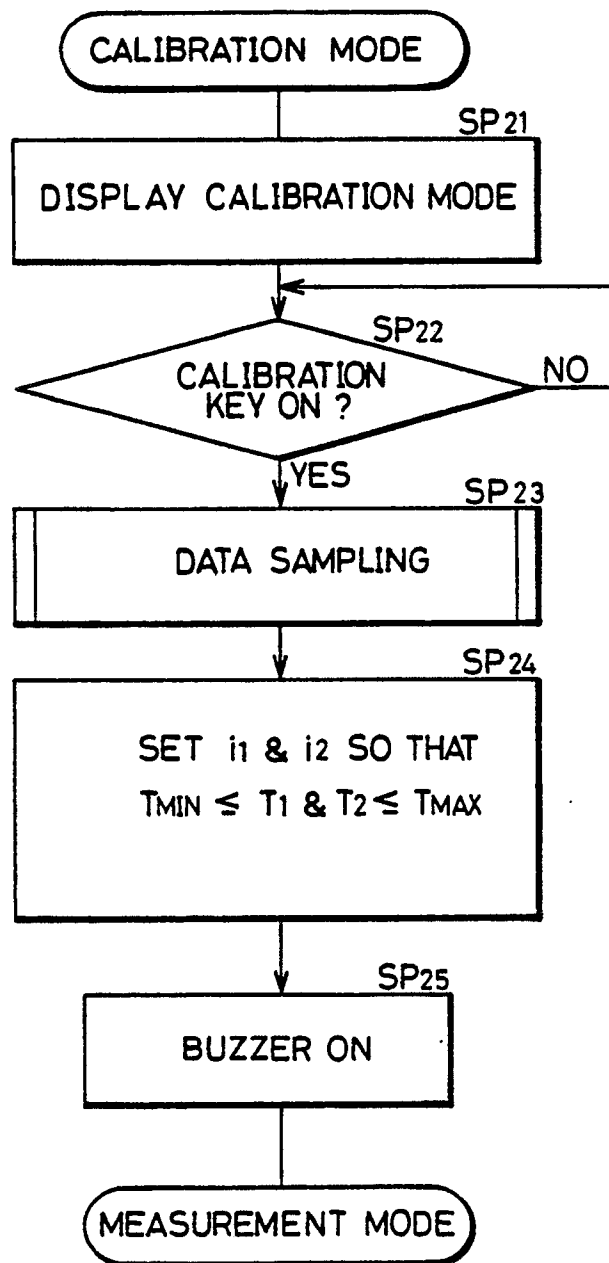 CALIBRATION MODE
SP21
DISPLAY CALIBRATION MODE
SP22
CALIBRATION
KEY ON ?
NO
YES
SP23
DATA SAMPLING
SP24
SET i1 & i2 SO THAT
TMIN ≦ T1 & T2 ≦ TMAX
SP25
BUZZER ON
MEASUREMENT MODE